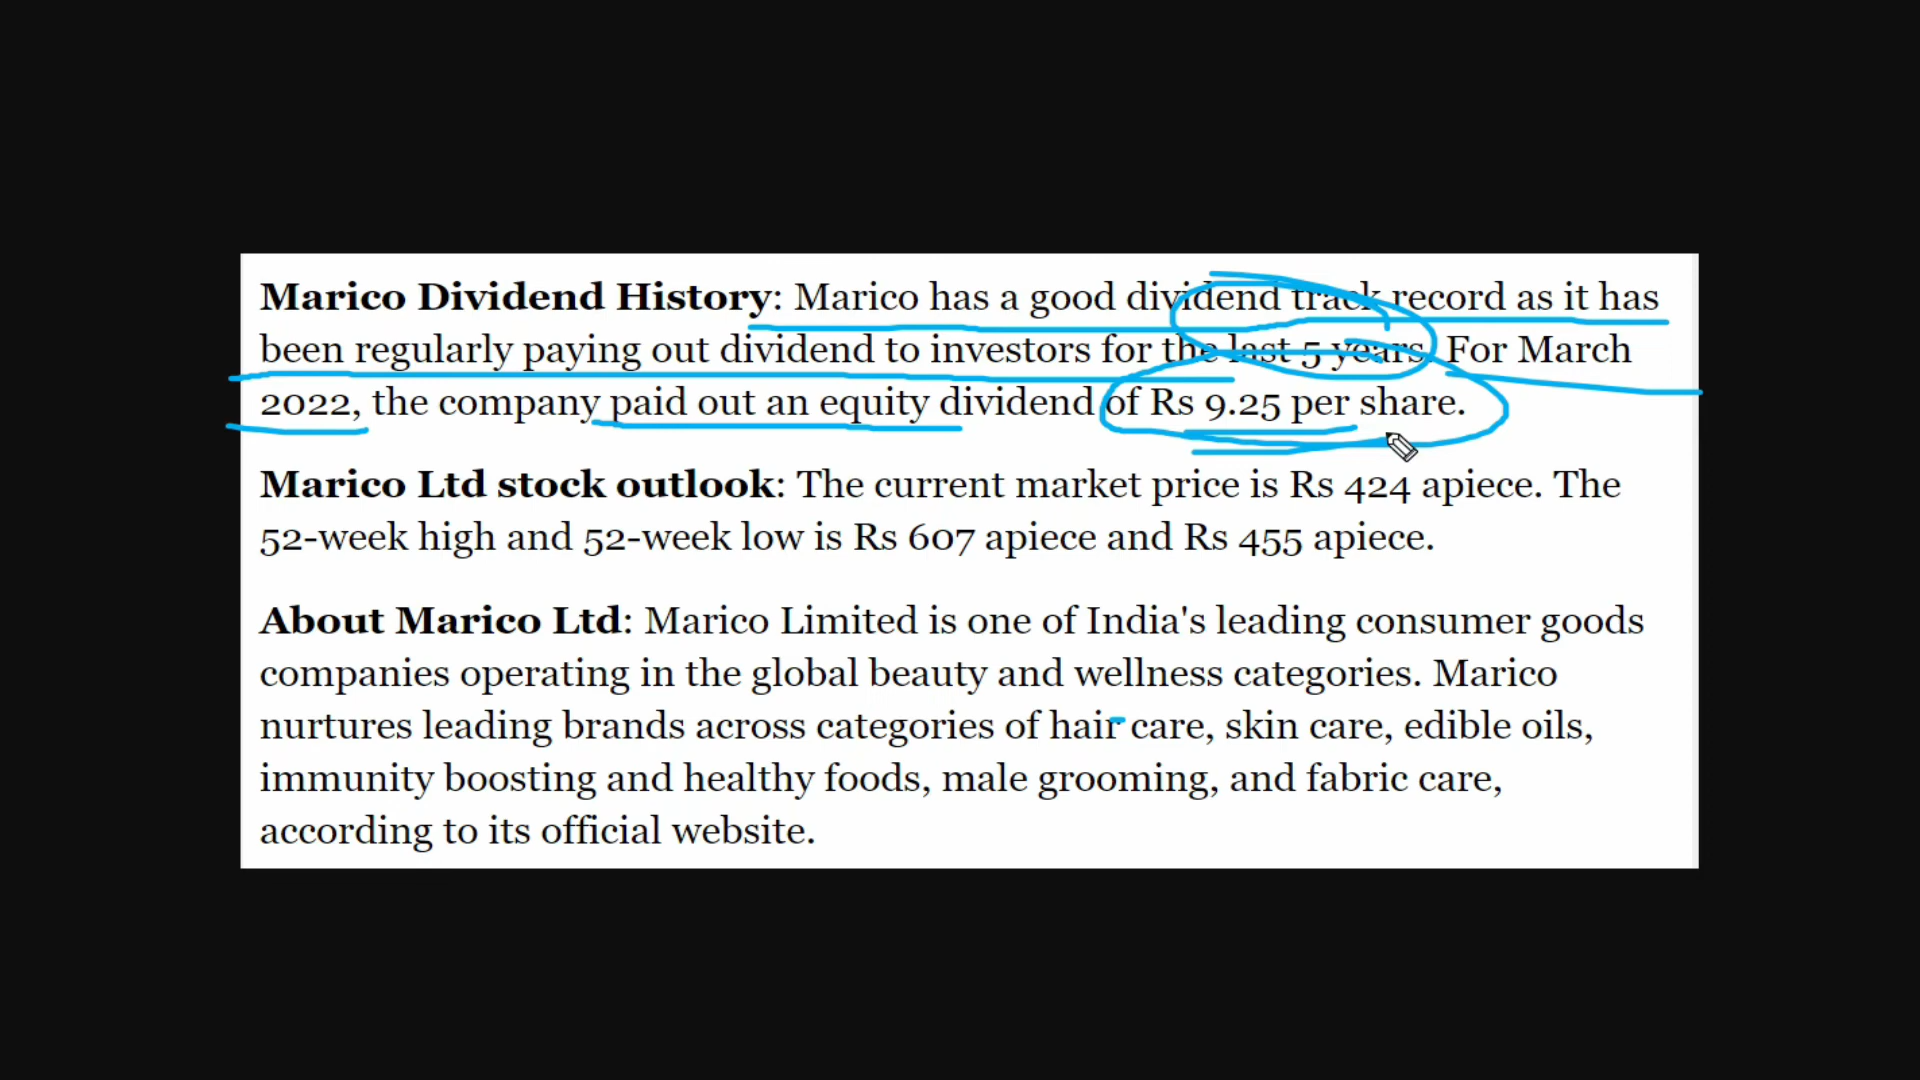 Marico Dividend History: Marico has a good dividend track record as it has
been regularly paying out dividend to investors for the last 5 years. For March
2022, the company paid out an equity dividend of Rs 9.25 per share.
Marico Ltd stock outlook: The current market price is Rs 424 apiece. The
52-week high and 52-week low is Rs 607 apiece and Rs 455 apiece.
About Marico Ltd: Marico Limited is one of India's leading consumer goods
companies operating in the global beauty and wellness categories. Marico
nurtures leading brands across categories of hair care, skin care, edible oils,
immunity boosting and healthy foods, male grooming, and fabric care,
according to its official website.